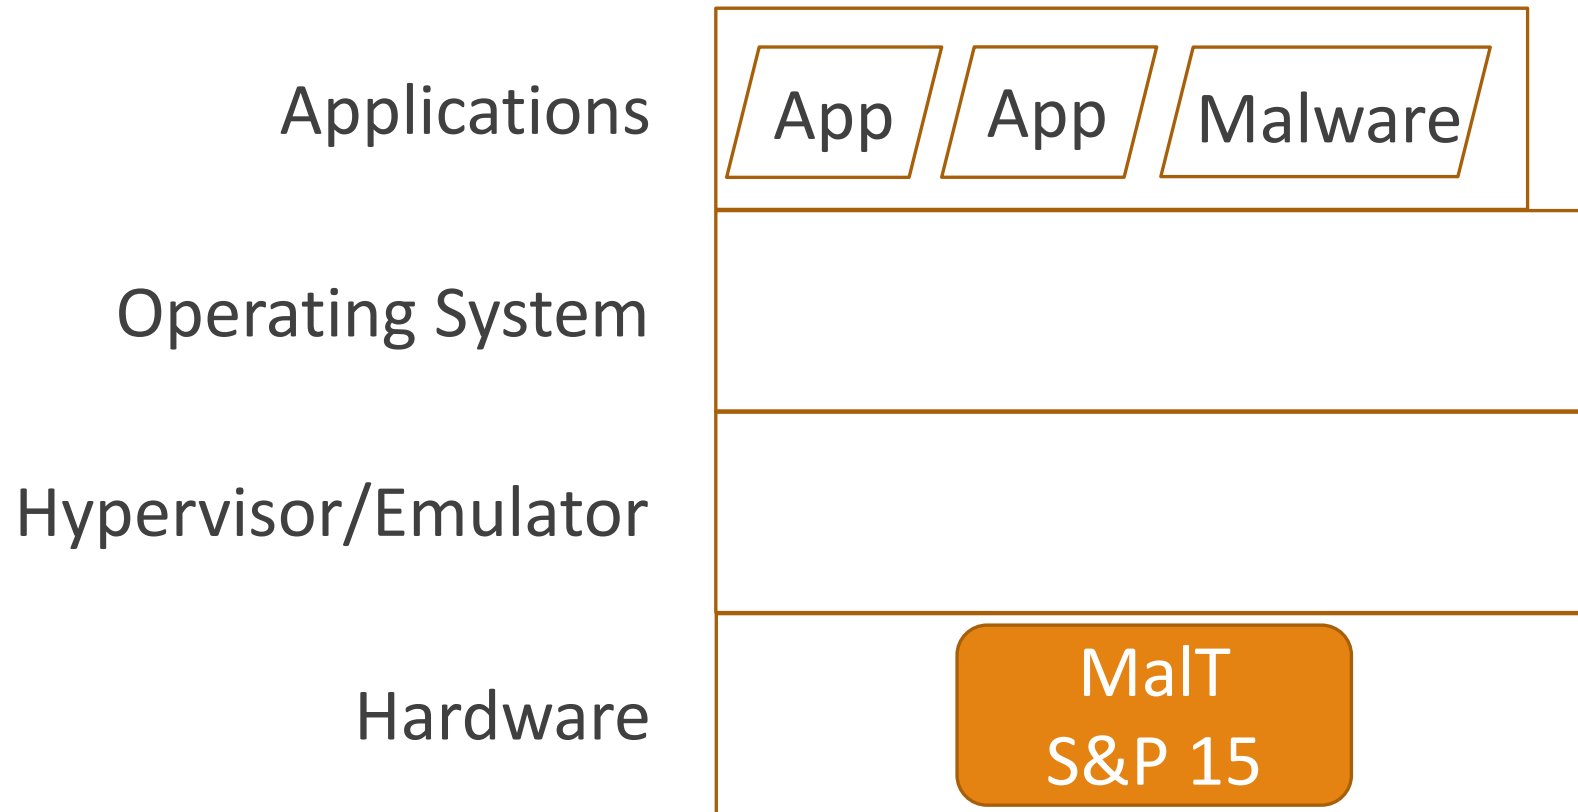 Applications
App
App
Malware
Operating System
Hypervisor/Emulator
Hardware
MalT
S&P 15